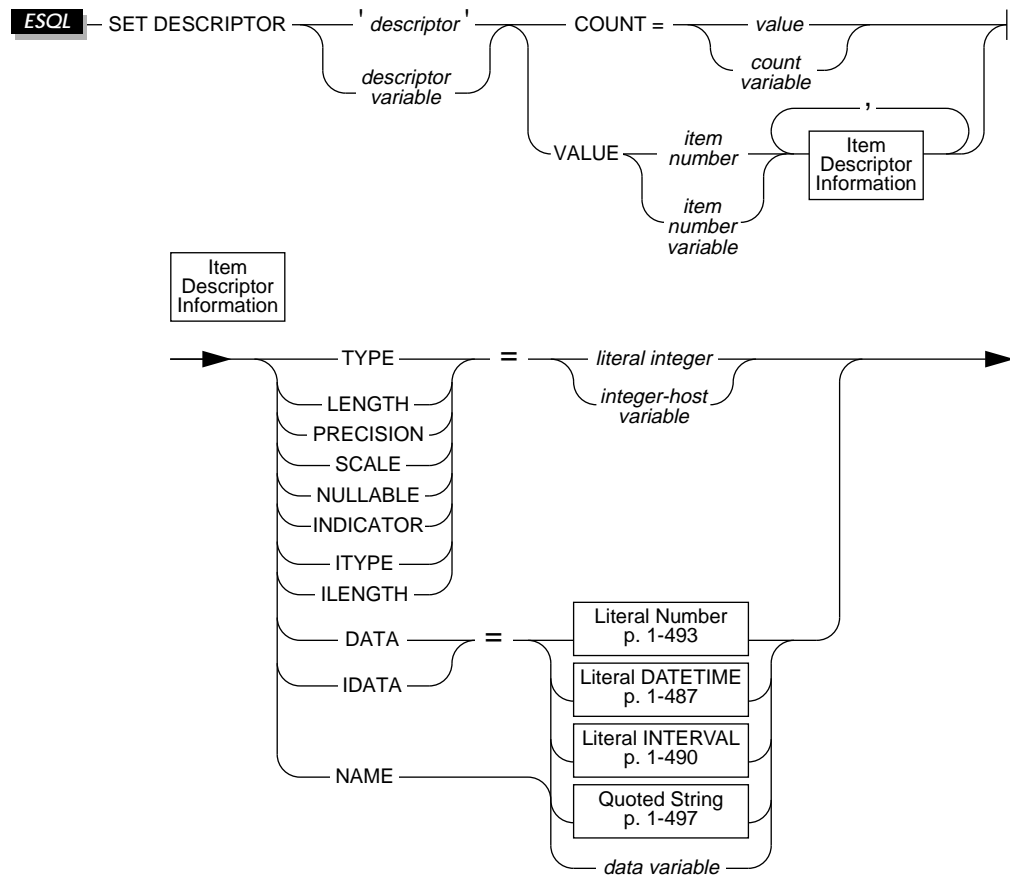 ESQL SET DESCRIPTOR ' descriptor ' COUNT = value
descriptor
variable
count
variable
,
VALUE item
number
Item
Descriptor
Information
item
number
variable
Item
Descriptor
Information
TYPE = literal integer
LENGTH
integer-host
variable
PRECISION
SCALE
NULLABLE
INDICATOR
ITYPE
ILENGTH
DATA =
Literal Number
p. 1-493
IDATA
Literal DATETIME
p. 1-487
Literal INTERVAL
p. 1-490
NAME
Quoted String
p. 1-497
data variable